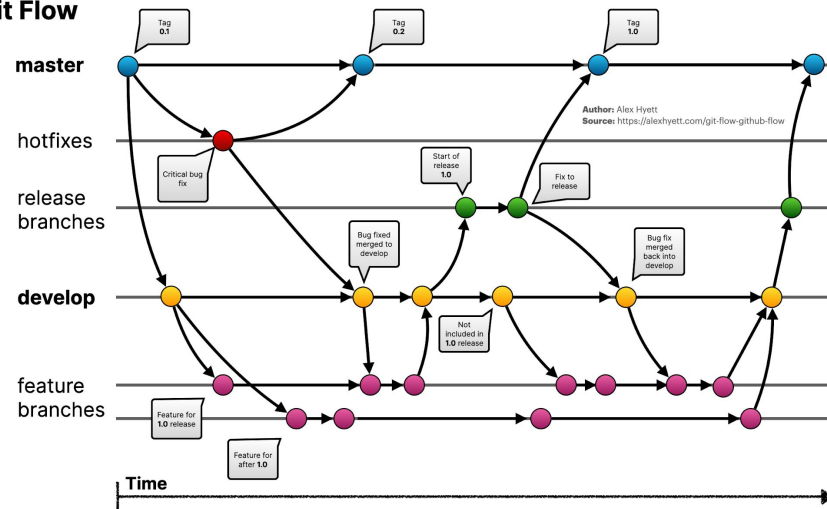 it Flow
Tag
0.1
Tag
0.2
Tag
1.0
master
Author: Alex Hyett
Source: https://alexhyett.com/git-flow-github-flow
hotfixes
Critical bug
fix
Start of
release
1.0
Fix to
release
release
branches
Bug fixed
merged to
develop
Bug fix
merged
back into
develop
develop
Not
included in
1.0 release
feature
branches
Feature for
1.0 release
Feature for
after 1.0
Time